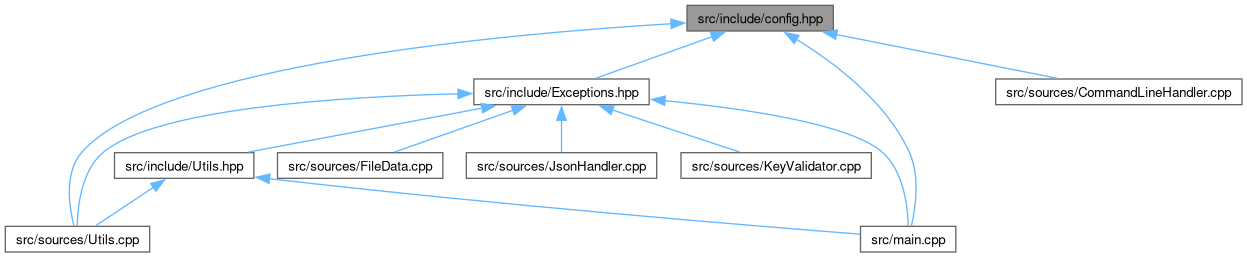 src/include/config.hpp
src/include/Exceptions.hpp
src/sources/CommandLineHandler.cpp
src/include/Utils.hpp
src/sources/FileData.cpp
src/sources/JsonHandler.cpp
src/sources/KeyValidator.cpp
src/sources/Utils.cpp
src/main.cpp